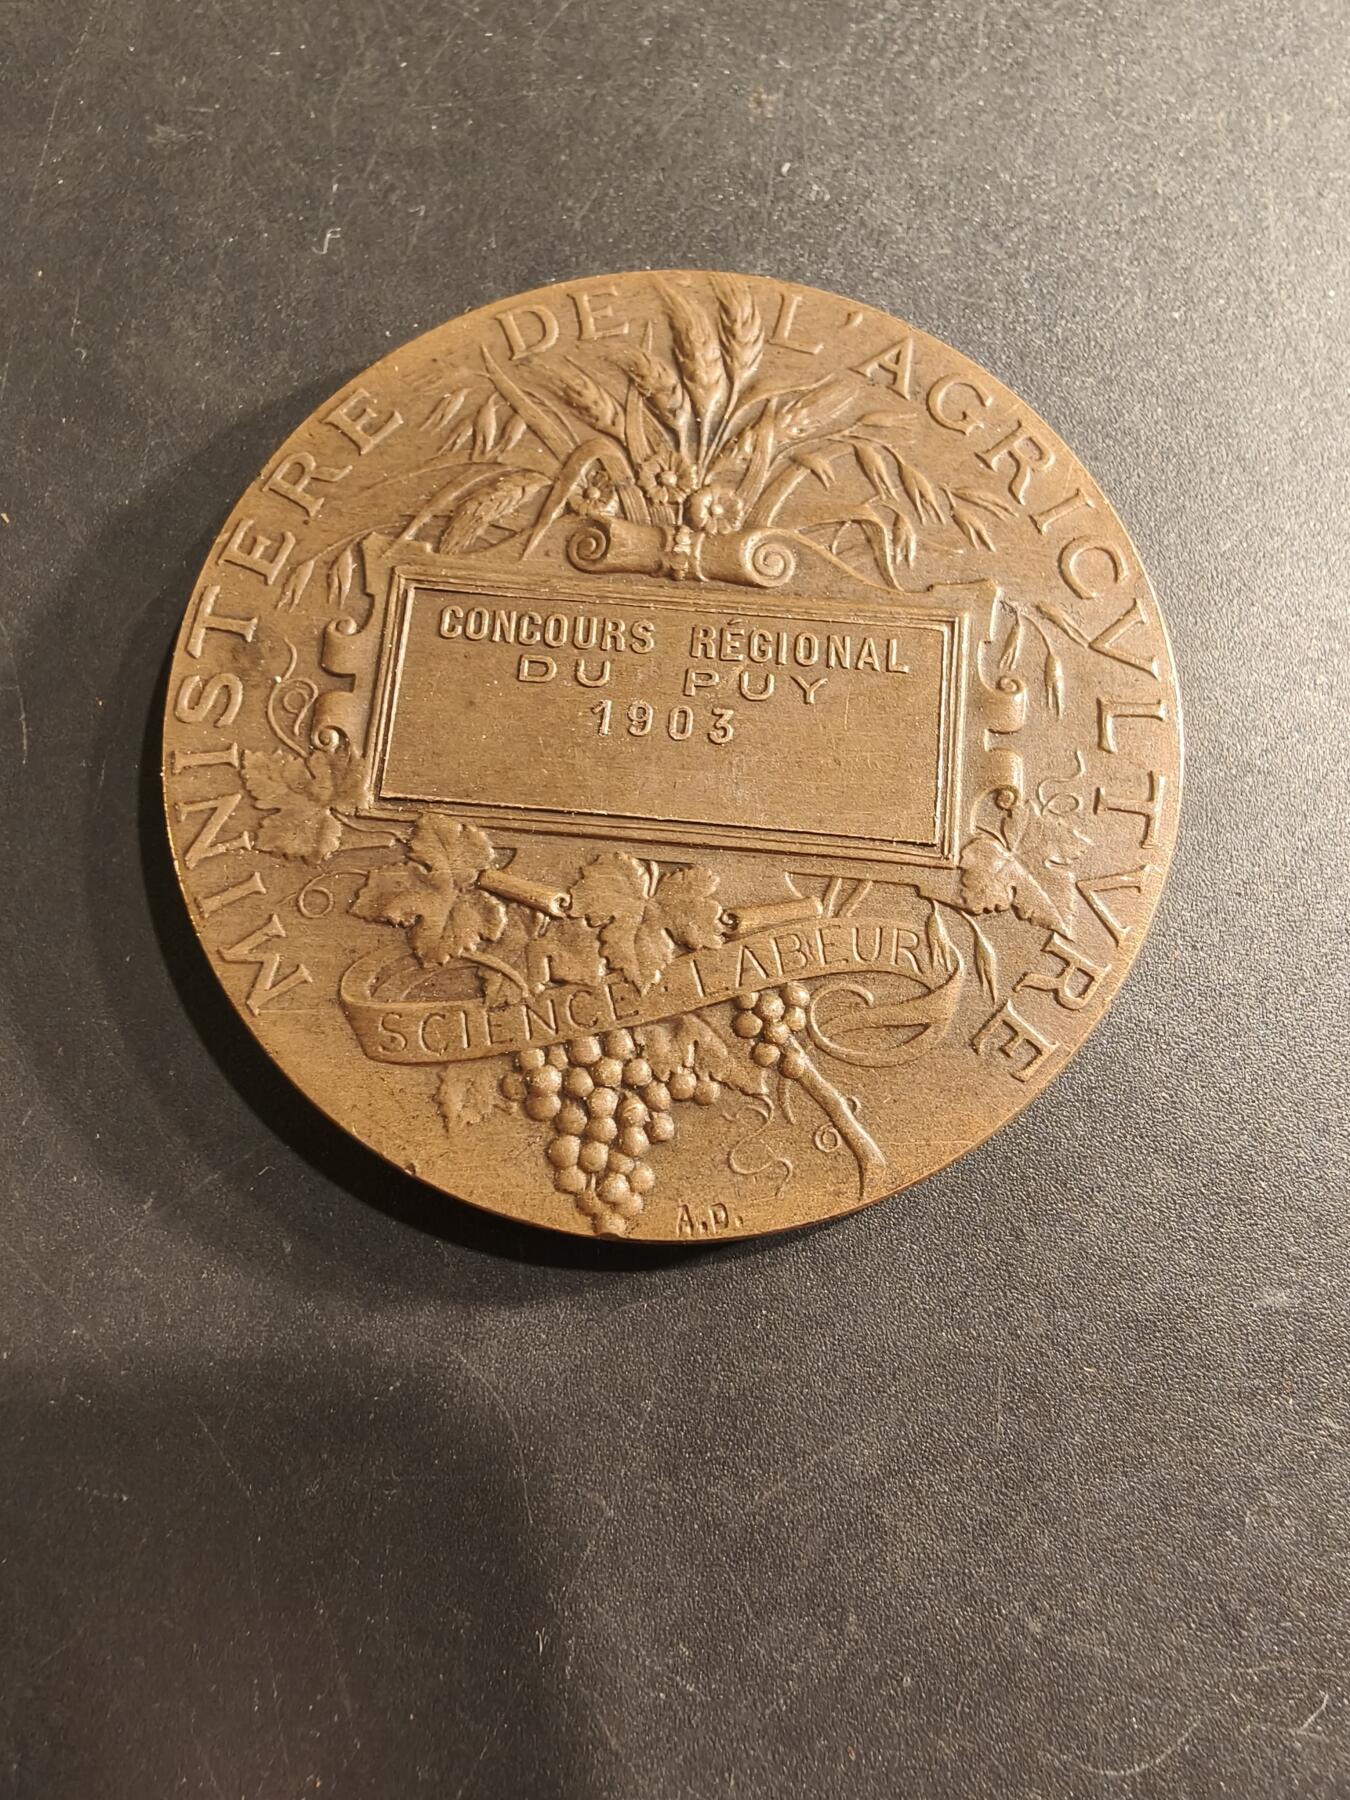 MINISTERE DE L'AGRICVLTVRE
CONCOURS RÉGIONAL
DU PUY
1903
SCIENCE LABEUR
A.D.